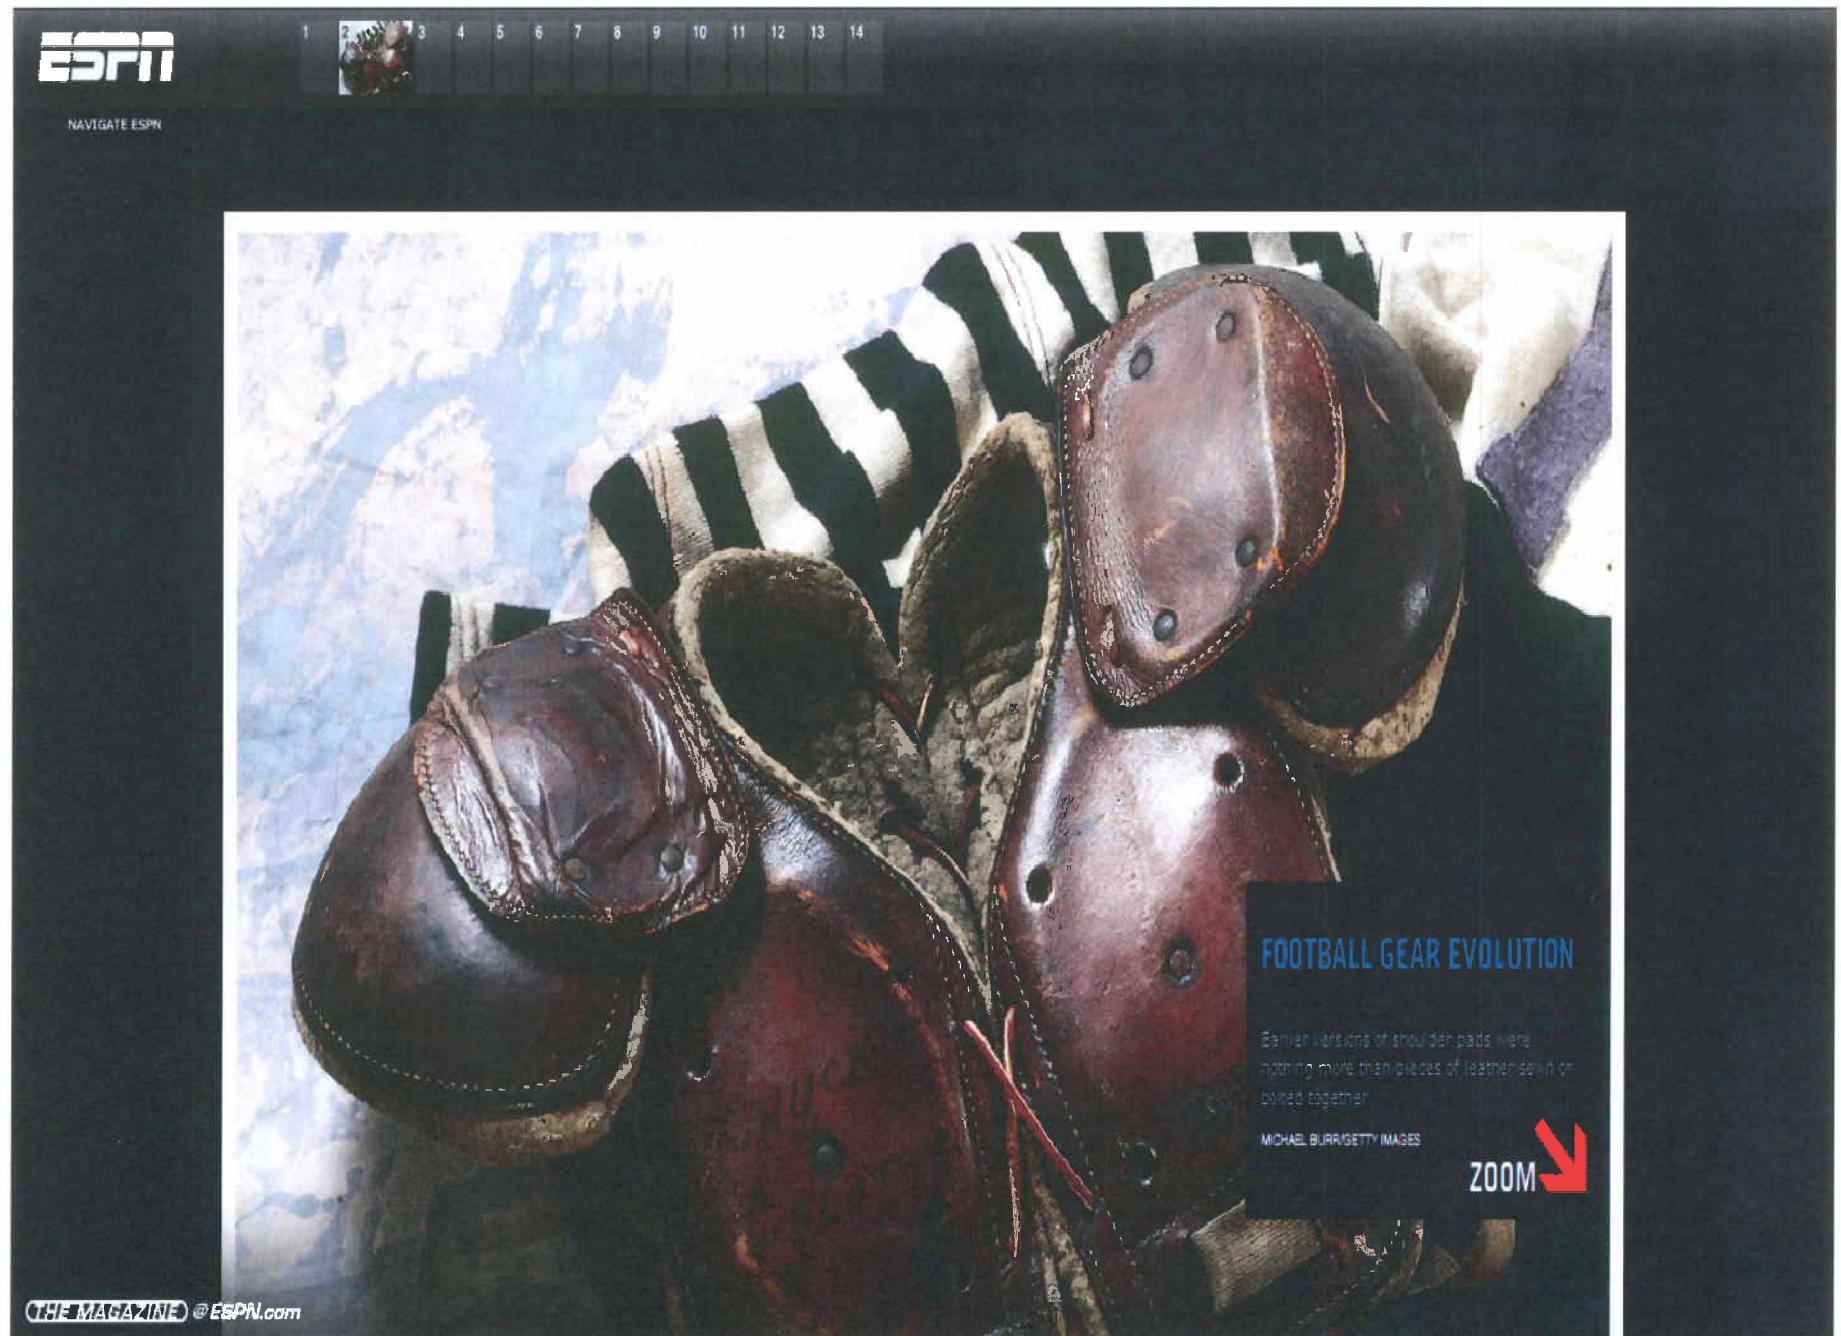 ESPN
1 2 3 4 5 6 7 8 9 10 11 12 13 14
NAVIGATE ESPN
FOOTBALL GEAR EVOLUTION
Earlier versions of shoulder pads were
nothing more than pieces of leather sewn or
bolted together
MICHAEL BURR/GETTY IMAGES
ZOOM
THE MAGAZINE @ ESPN.com